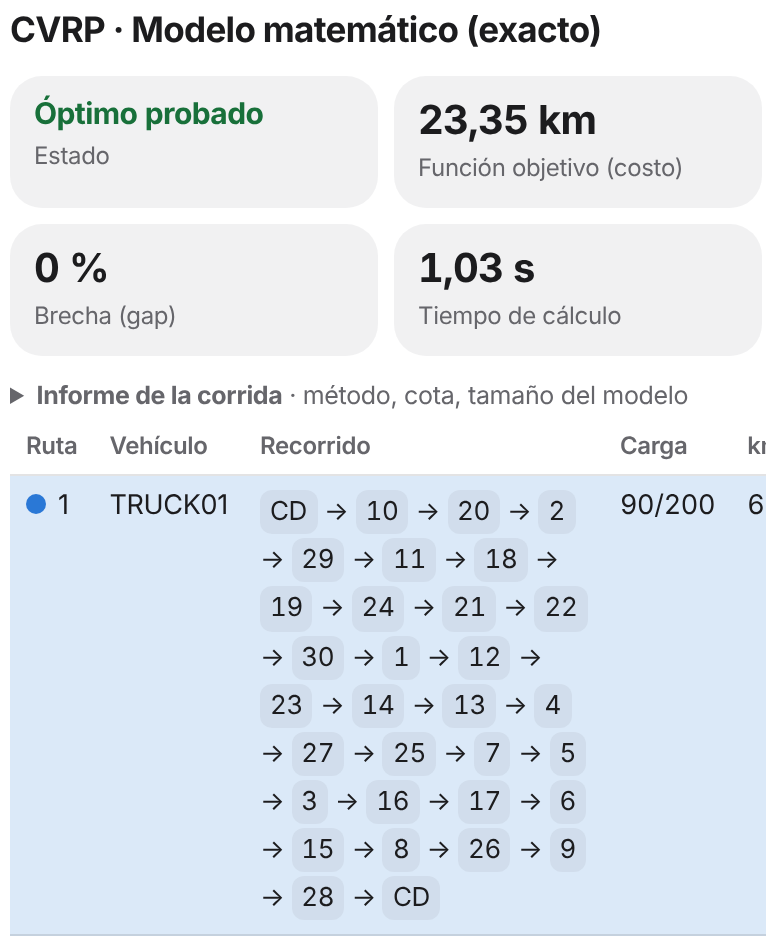 CVRP · Modelo matemático (exacto)
Óptimo probado
Estado
23,35 km
Función objetivo (costo)
0 %
Brecha (gap)
1,03 s
Tiempo de cálculo
▶ Informe de la corrida · método, cota, tamaño del modelo
Ruta Vehículo Recorrido Carga
1 TRUCK01 CD → 10 → 20 → 2 90/200 6
→ 29 → 11 → 18 →
19 → 24 → 21 → 22
→ 30 → 1 → 12 →
23 → 14 → 13 → 4
→ 27 → 25 → 7 → 5
→ 3 → 16 → 17 → 6
→ 15 → 8 → 26 → 9
→ 28 → CD